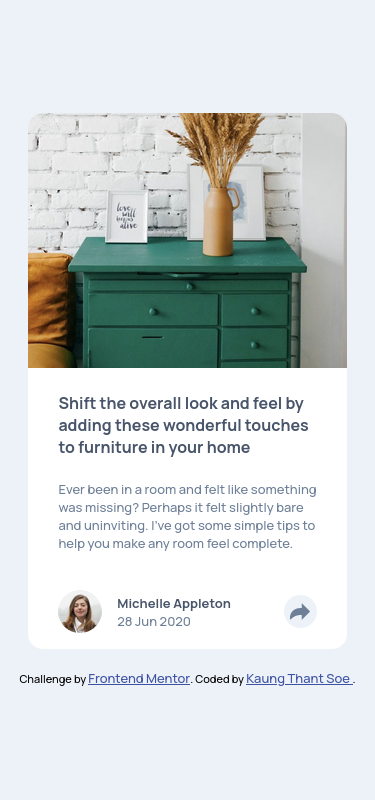 love
will
keep us
alive
Shift the overall look and feel by
adding these wonderful touches
to furniture in your home
Ever been in a room and felt like something
was missing? Perhaps it felt slightly bare
and uninviting. I've got some simple tips to
help you make any room feel complete.
Michelle Appleton
28 Jun 2020
Challenge by Frontend Mentor. Coded by Kaung Thant Soe .